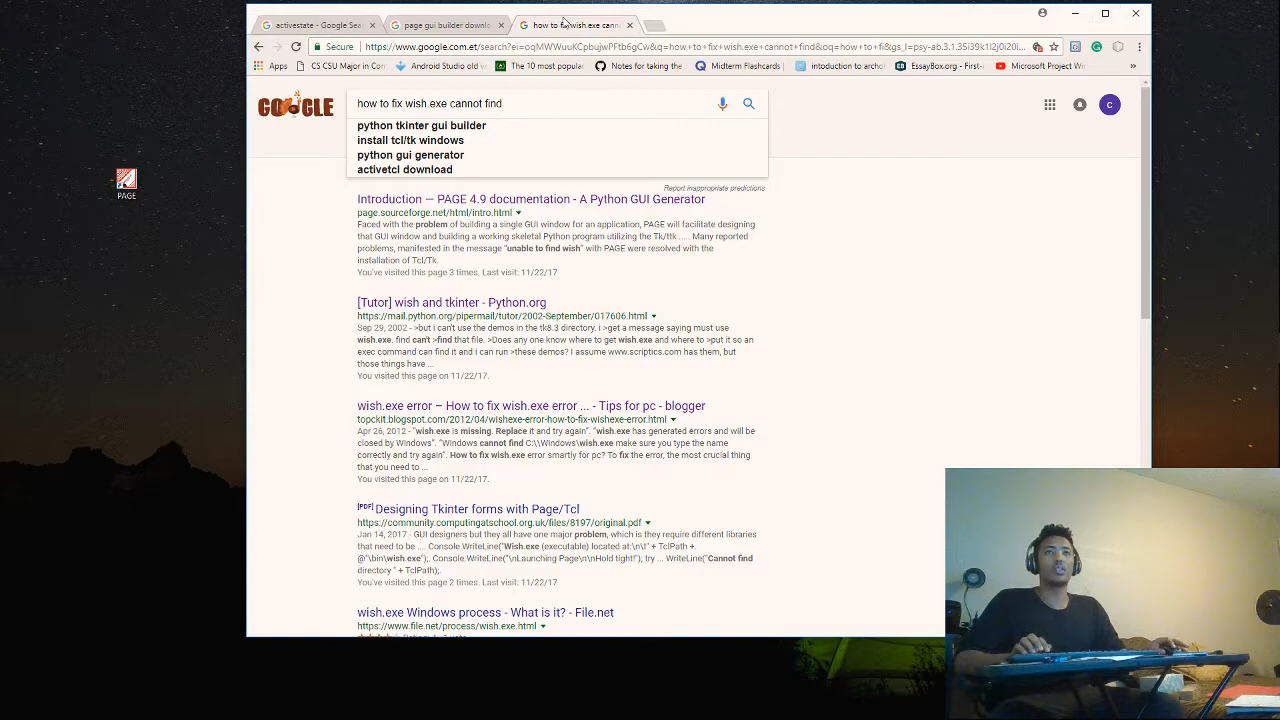 activestate - Google Sea
page gui builder downlo
how to fix wish.exe cann
Secure
https://www.google.com.et/search?ei=oqMWWuuKCpbujwPFtb6gCw&q=how+to+fix+wish.exe+cannot+find&oq=how+to+fi&gs_l=psy-ab.3.1.35i39k1l2j0i20i...
Apps
CS CSU Major in Com
Android Studio old v
The 10 most popular
Notes for taking the
Midterm Flashcards
intoduction to archo
EssayBox.org - First-
Microsoft Project Win
»
GOOGLE
how to fix wish.exe cannot find
C
python tkinter gui builder
install tcl/tk windows
python gui generator
activetcl download
Report inappropriate predictions
PAGE
Introduction — PAGE 4.9 documentation - A Python GUI Generator
page.sourceforge.net/html/intro.html
Faced with the problem of building a single GUI window for an application, PAGE will facilitate designing
that GUI window and building a working skeletal Python program utilizing the Tk/ttk ..... Many reported
problems, manifested in the message "unable to find wish" with PAGE were resolved with the
installation of Tcl/Tk.
You've visited this page 3 times. Last visit: 11/22/17
[Tutor] wish and tkinter - Python.org
https://mail.python.org/pipermail/tutor/2002-September/017606.html
Sep 29, 2002 - >but i can't use the demos in the tk8.3 directory. i >get a message saying must use
wish.exe. find can't >find that file. >Does any one know where to get wish.exe and where to >put it so an
exec command can find it and i can run >these demos? I assume www.scriptics.com has them, but
those things have ...
You visited this page on 11/22/17.
wish.exe error – How to fix wish.exe error ... - Tips for pc - blogger
topckit.blogspot.com/2012/04/wishexe-error-how-to-fix-wishexe-error.html
Apr 26, 2012 - "wish.exe is missing. Replace it and try again". "wish.exe has generated errors and will be
closed by Windows". "Windows cannot find C:\\Windows\wish.exe make sure you type the name
correctly and try again". How to fix wish.exe error smartly for pc? To fix the error, the most crucial thing
that you need to ...
You visited this page on 11/22/17.
[PDF] Designing Tkinter forms with Page/Tcl
https://community.computingatschool.org.uk/files/8197/original.pdf
Jan 14, 2017 - GUI designers but they all have one major problem, which is they require different libraries
that need to be .... Console.WriteLine("Wish.exe (executable) located at:\n\t" + TclPath +.
@"\bin\wish.exe");. Console.WriteLine("\nLaunching Page\n\nHold tight!"); try ... WriteLine("Cannot find
directory " + TclPath);.
You've visited this page 2 times. Last visit: 11/22/17
wish.exe Windows process - What is it? - File.net
https://www.file.net/process/wish.exe.html